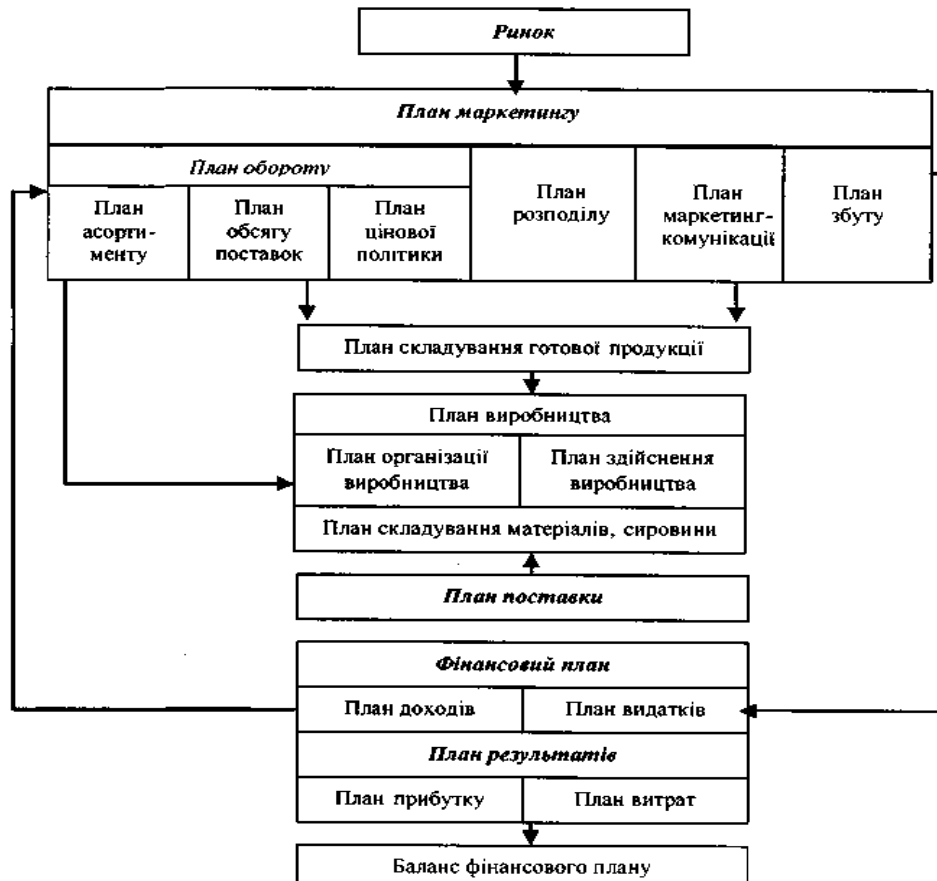 Ринок
План маркетингу
План обороту
План
асорти-
менту
План
обсягу
поставок
План
цінової
політики
План
розподілу
План
маркетинг-
комунікації
План
збуту
План складування готової продукції
План виробництва
План організації
виробництва
План здійснення
виробництва
План складування матеріалів, сировини
План поставки
Фінансовий план
План доходів
План видатків
План результатів
План прибутку
План витрат
Баланс фінансового плану